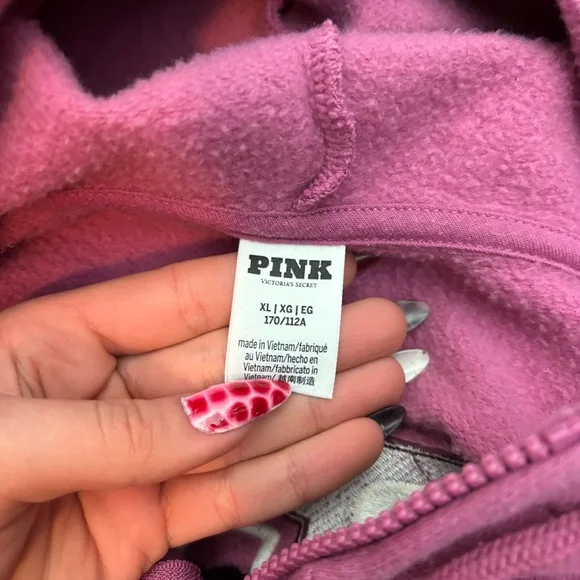 PINK
VICTORIA'S SECRET
XL | XG | EG
170/112A
made in Vietnam/fabriqué
au Vietnam/hecho en
Vietnam/fabbricato in
Vietnam/越南制造